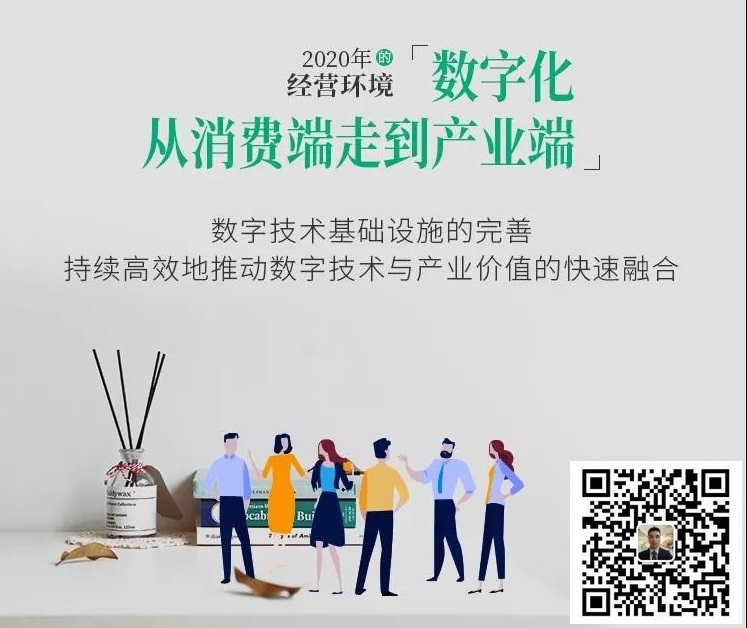 2020年的
经营环境「数字化
从消费端走到产业端」
数字技术基础设施的完善
持续高效地推动数字技术与产业价值的快速融合